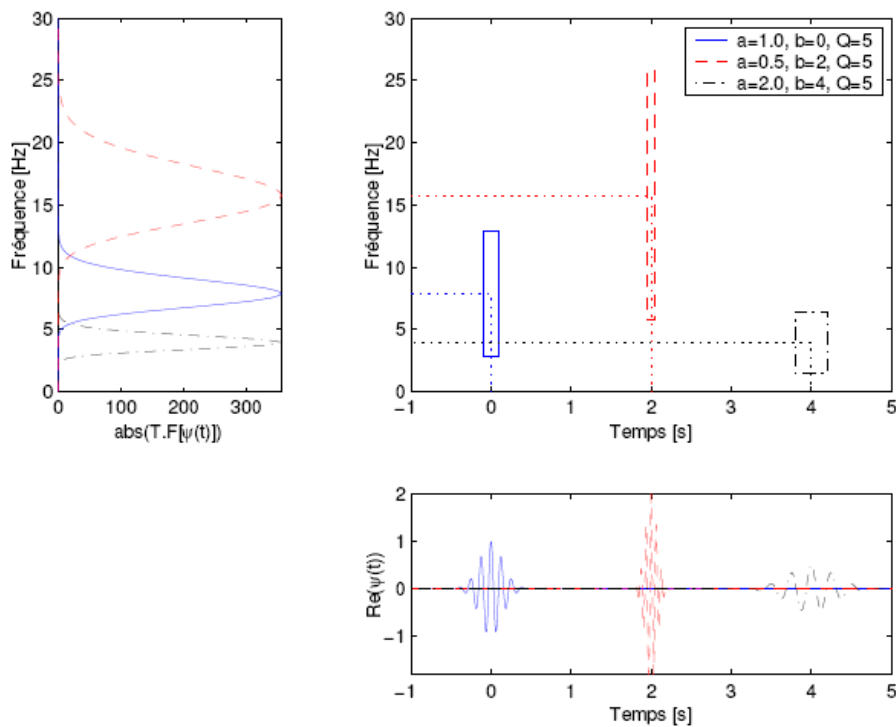 30
25
20
15
10
5
0
Fréquence [Hz]
0 100 200 300
abs(T.F[ψ(t)])
30
25
20
15
10
5
0
Fréquence [Hz]
a=1.0, b=0, Q=5
a=0.5, b=2, Q=5
a=2.0, b=4, Q=5
-1 0 1 2 3 4 5
Temps [s]
2
1
0
-1
Re(ψ(t))
-1 0 1 2 3 4 5
Temps [s]